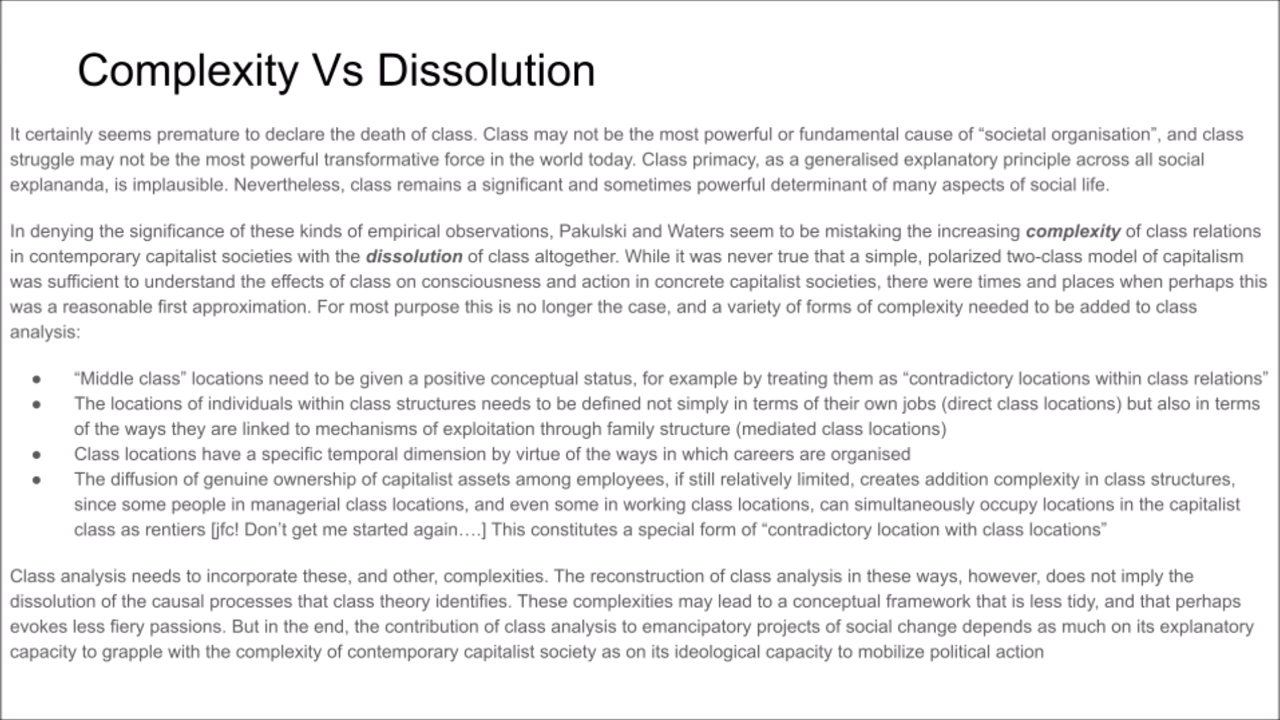 Complexity Vs Dissolution
It certainly seems premature to declare the death of class. Class may not be the most powerful or fundamental cause of “societal organisation”, and class
struggle may not be the most powerful transformative force in the world today. Class primacy, as a generalised explanatory principle across all social
explananda, is implausible. Nevertheless, class remains a significant and sometimes powerful determinant of many aspects of social life.
In denying the significance of these kinds of empirical observations, Pakulski and Waters seem to be mistaking the increasing complexity of class relations
in contemporary capitalist societies with the dissolution of class altogether. While it was never true that a simple, polarized two-class model of capitalism
was sufficient to understand the effects of class on consciousness and action in concrete capitalist societies, there were times and places when perhaps this
was a reasonable first approximation. For most purpose this is no longer the case, and a variety of forms of complexity needed to be added to class
analysis:
● “Middle class” locations need to be given a positive conceptual status, for example by treating them as “contradictory locations within class relations”
● The locations of individuals within class structures needs to be defined not simply in terms of their own jobs (direct class locations) but also in terms
of the ways they are linked to mechanisms of exploitation through family structure (mediated class locations)
● Class locations have a specific temporal dimension by virtue of the ways in which careers are organised
● The diffusion of genuine ownership of capitalist assets among employees, if still relatively limited, creates addition complexity in class structures,
since some people in managerial class locations, and even some in working class locations, can simultaneously occupy locations in the capitalist
class as rentiers [jfc! Don’t get me started again….] This constitutes a special form of “contradictory location with class locations”
Class analysis needs to incorporate these, and other, complexities. The reconstruction of class analysis in these ways, however, does not imply the
dissolution of the causal processes that class theory identifies. These complexities may lead to a conceptual framework that is less tidy, and that perhaps
evokes less fiery passions. But in the end, the contribution of class analysis to emancipatory projects of social change depends as much on its explanatory
capacity to grapple with the complexity of contemporary capitalist society as on its ideological capacity to mobilize political action